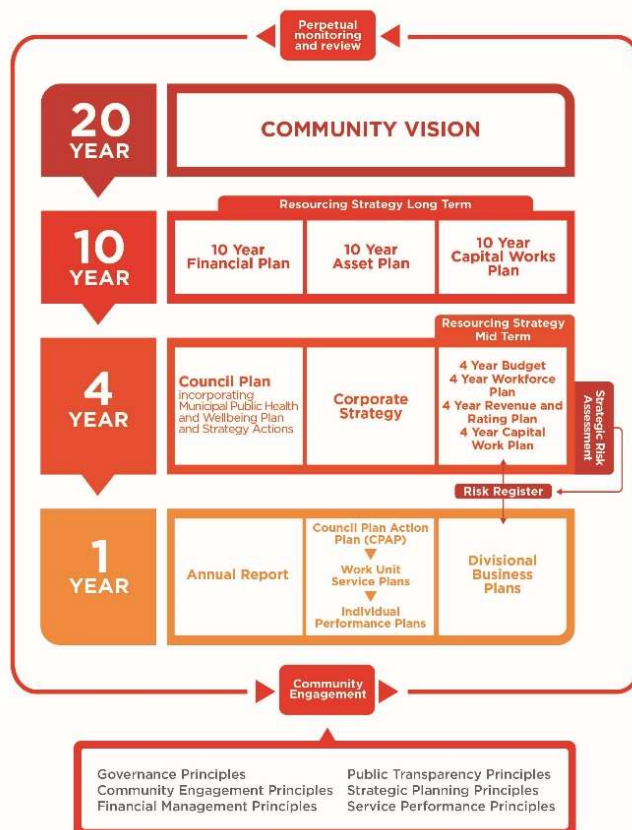 Perpetual
monitoring
and review
20
YEAR
COMMUNITY VISION
Resourcing Strategy Long Term
10
YEAR
10 Year
Financial Plan
10 Year
Asset Plan
10 Year
Capital Works
Plan
Resourcing Strategy
Mid Term
4
YEAR
Council Plan
incorporating
Municipal Public Health
and Wellbeing Plan
and Strategy Actions
Corporate
Strategy
4 Year Budget
4 Year Workforce
Plan
4 Year Revenue and
Rating Plan
4 Year Capital
Work Plan
Strategic Risk
Assessment
Risk Register
1
YEAR
Annual Report
Council Plan Action
Plan (CPAP)
Work Unit
Service Plans
Individual
Performance Plans
Divisional
Business
Plans
Community
Engagement
Governance Principles
Community Engagement Principles
Financial Management Principles
Public Transparency Principles
Strategic Planning Principles
Service Performance Principles